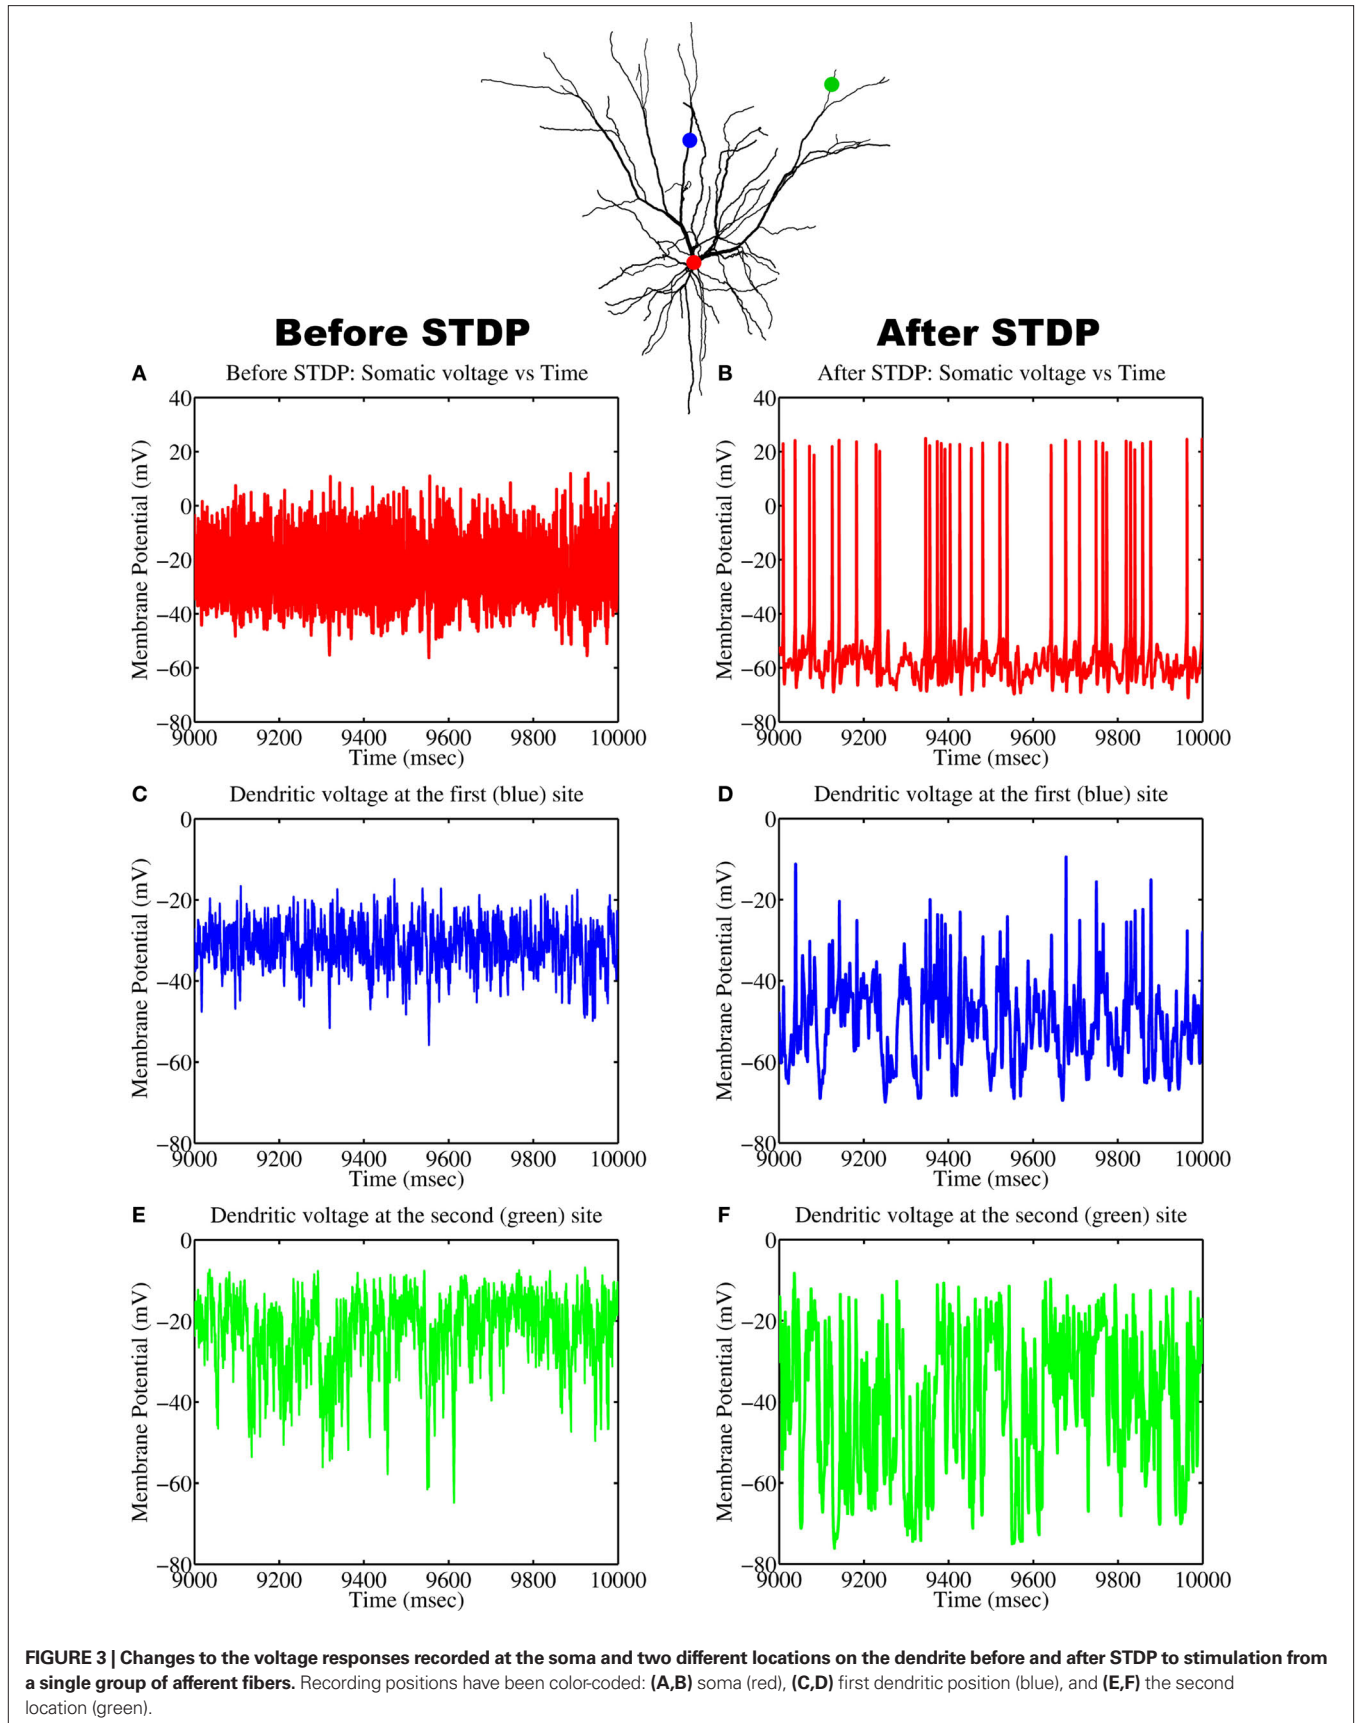 Before STDP
After STDP
A
Before STDP: Somatic voltage vs Time
40
20
0
−20
−40
−60
−80
Membrane Potential (mV)
9000 9200 9400 9600 9800 10000
Time (msec)
B
After STDP: Somatic voltage vs Time
40
20
0
−20
−40
−60
−80
Membrane Potential (mV)
9000 9200 9400 9600 9800 10000
Time (msec)
C
Dendritic voltage at the first (blue) site
0
−20
−40
−60
−80
Membrane Potential (mV)
9000 9200 9400 9600 9800 10000
Time (msec)
D
Dendritic voltage at the first (blue) site
0
−20
−40
−60
−80
Membrane Potential (mV)
9000 9200 9400 9600 9800 10000
Time (msec)
E
Dendritic voltage at the second (green) site
0
−20
−40
−60
−80
Membrane Potential (mV)
9000 9200 9400 9600 9800 10000
Time (msec)
F
Dendritic voltage at the second (green) site
0
−20
−40
−60
−80
Membrane Potential (mV)
9000 9200 9400 9600 9800 10000
Time (msec)
FIGURE 3 | Changes to the voltage responses recorded at the soma and two different locations on the dendrite before and after STDP to stimulation from
a single group of afferent fibers. Recording positions have been color-coded: (A,B) soma (red), (C,D) first dendritic position (blue), and (E,F) the second
location (green).